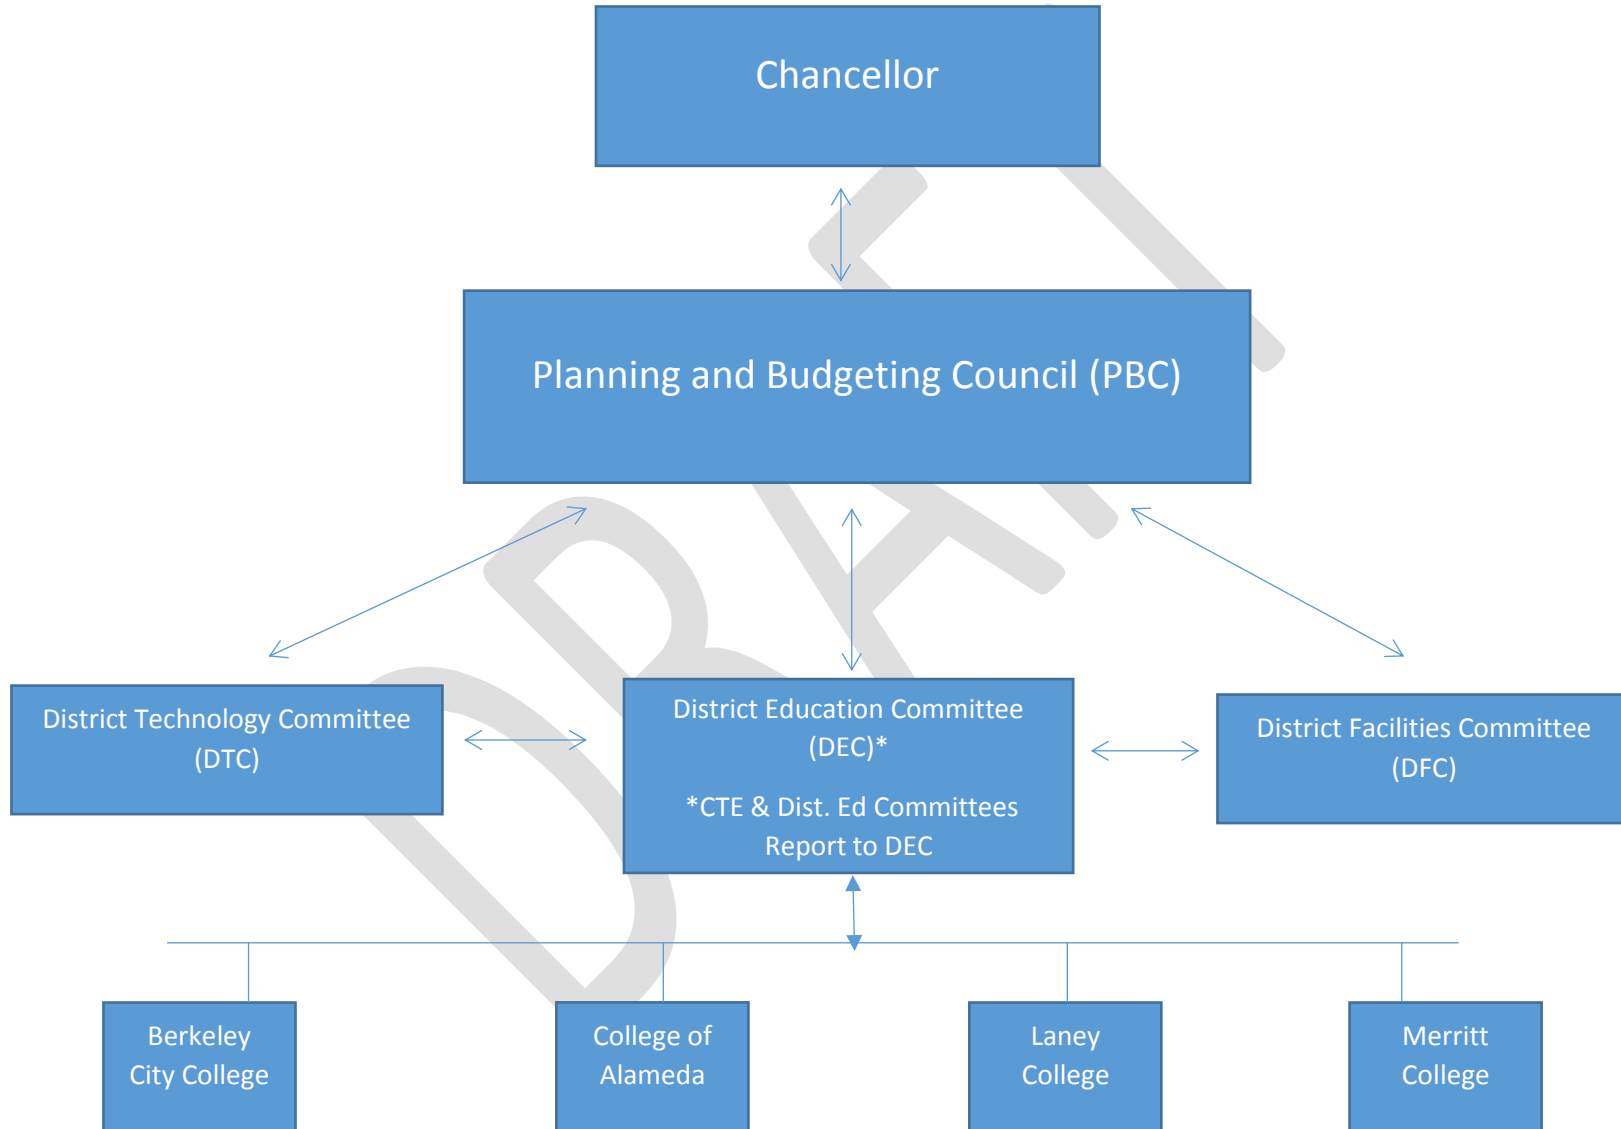 Chancellor
Planning and Budgeting Council (PBC)
District Technology Committee
(DTC)
District Education Committee
(DEC)*
*CTE & Dist. Ed Committees
Report to DEC
District Facilities Committee
(DFC)
Berkeley
City College
College of
Alameda
Laney
College
Merritt
College
DRAFT